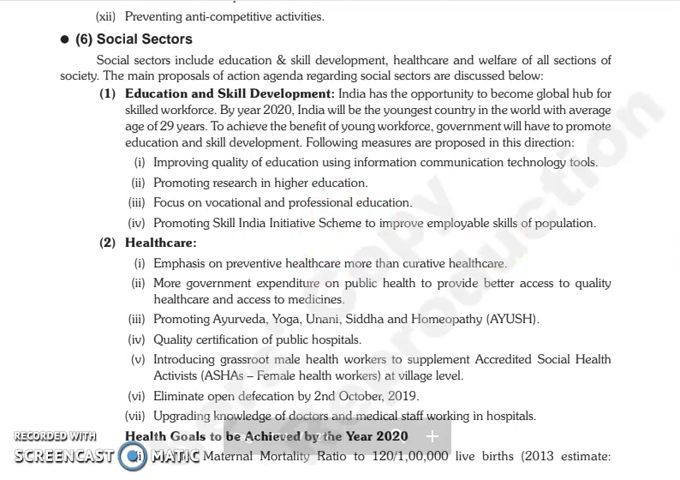 (xii) Preventing anti-competitive activities.
● (6) Social Sectors
Social sectors include education & skill development, healthcare and welfare of all sections of
society. The main proposals of action agenda regarding social sectors are discussed below:
(1) Education and Skill Development: India has the opportunity to become global hub for
skilled workforce. By year 2020, India will be the youngest country in the world with average
age of 29 years. To achieve the benefit of young workforce, government will have to promote
education and skill development. Following measures are proposed in this direction:
(i) Improving quality of education using information communication technology tools.
(ii) Promoting research in higher education.
(iii) Focus on vocational and professional education.
(iv) Promoting Skill India Initiative Scheme to improve employable skills of population.
(2) Healthcare:
(i) Emphasis on preventive healthcare more than curative healthcare.
(ii) More government expenditure on public health to provide better access to quality
healthcare and access to medicines.
(iii) Promoting Ayurveda, Yoga, Unani, Siddha and Homeopathy (AYUSH).
(iv) Quality certification of public hospitals.
(v) Introducing grassroot male health workers to supplement Accredited Social Health
Activists (ASHAs – Female health workers) at village level.
(vi) Eliminate open defecation by 2nd October, 2019.
(vii) Upgrading knowledge of doctors and medical staff working in hospitals.
Health Goals to be Achieved by the Year 2020
Maternal Mortality Ratio to 120/1,00,000 live births (2013 estimate:
RECORDED WITH
SCREENCAST MATIC
Copy
Reproduction